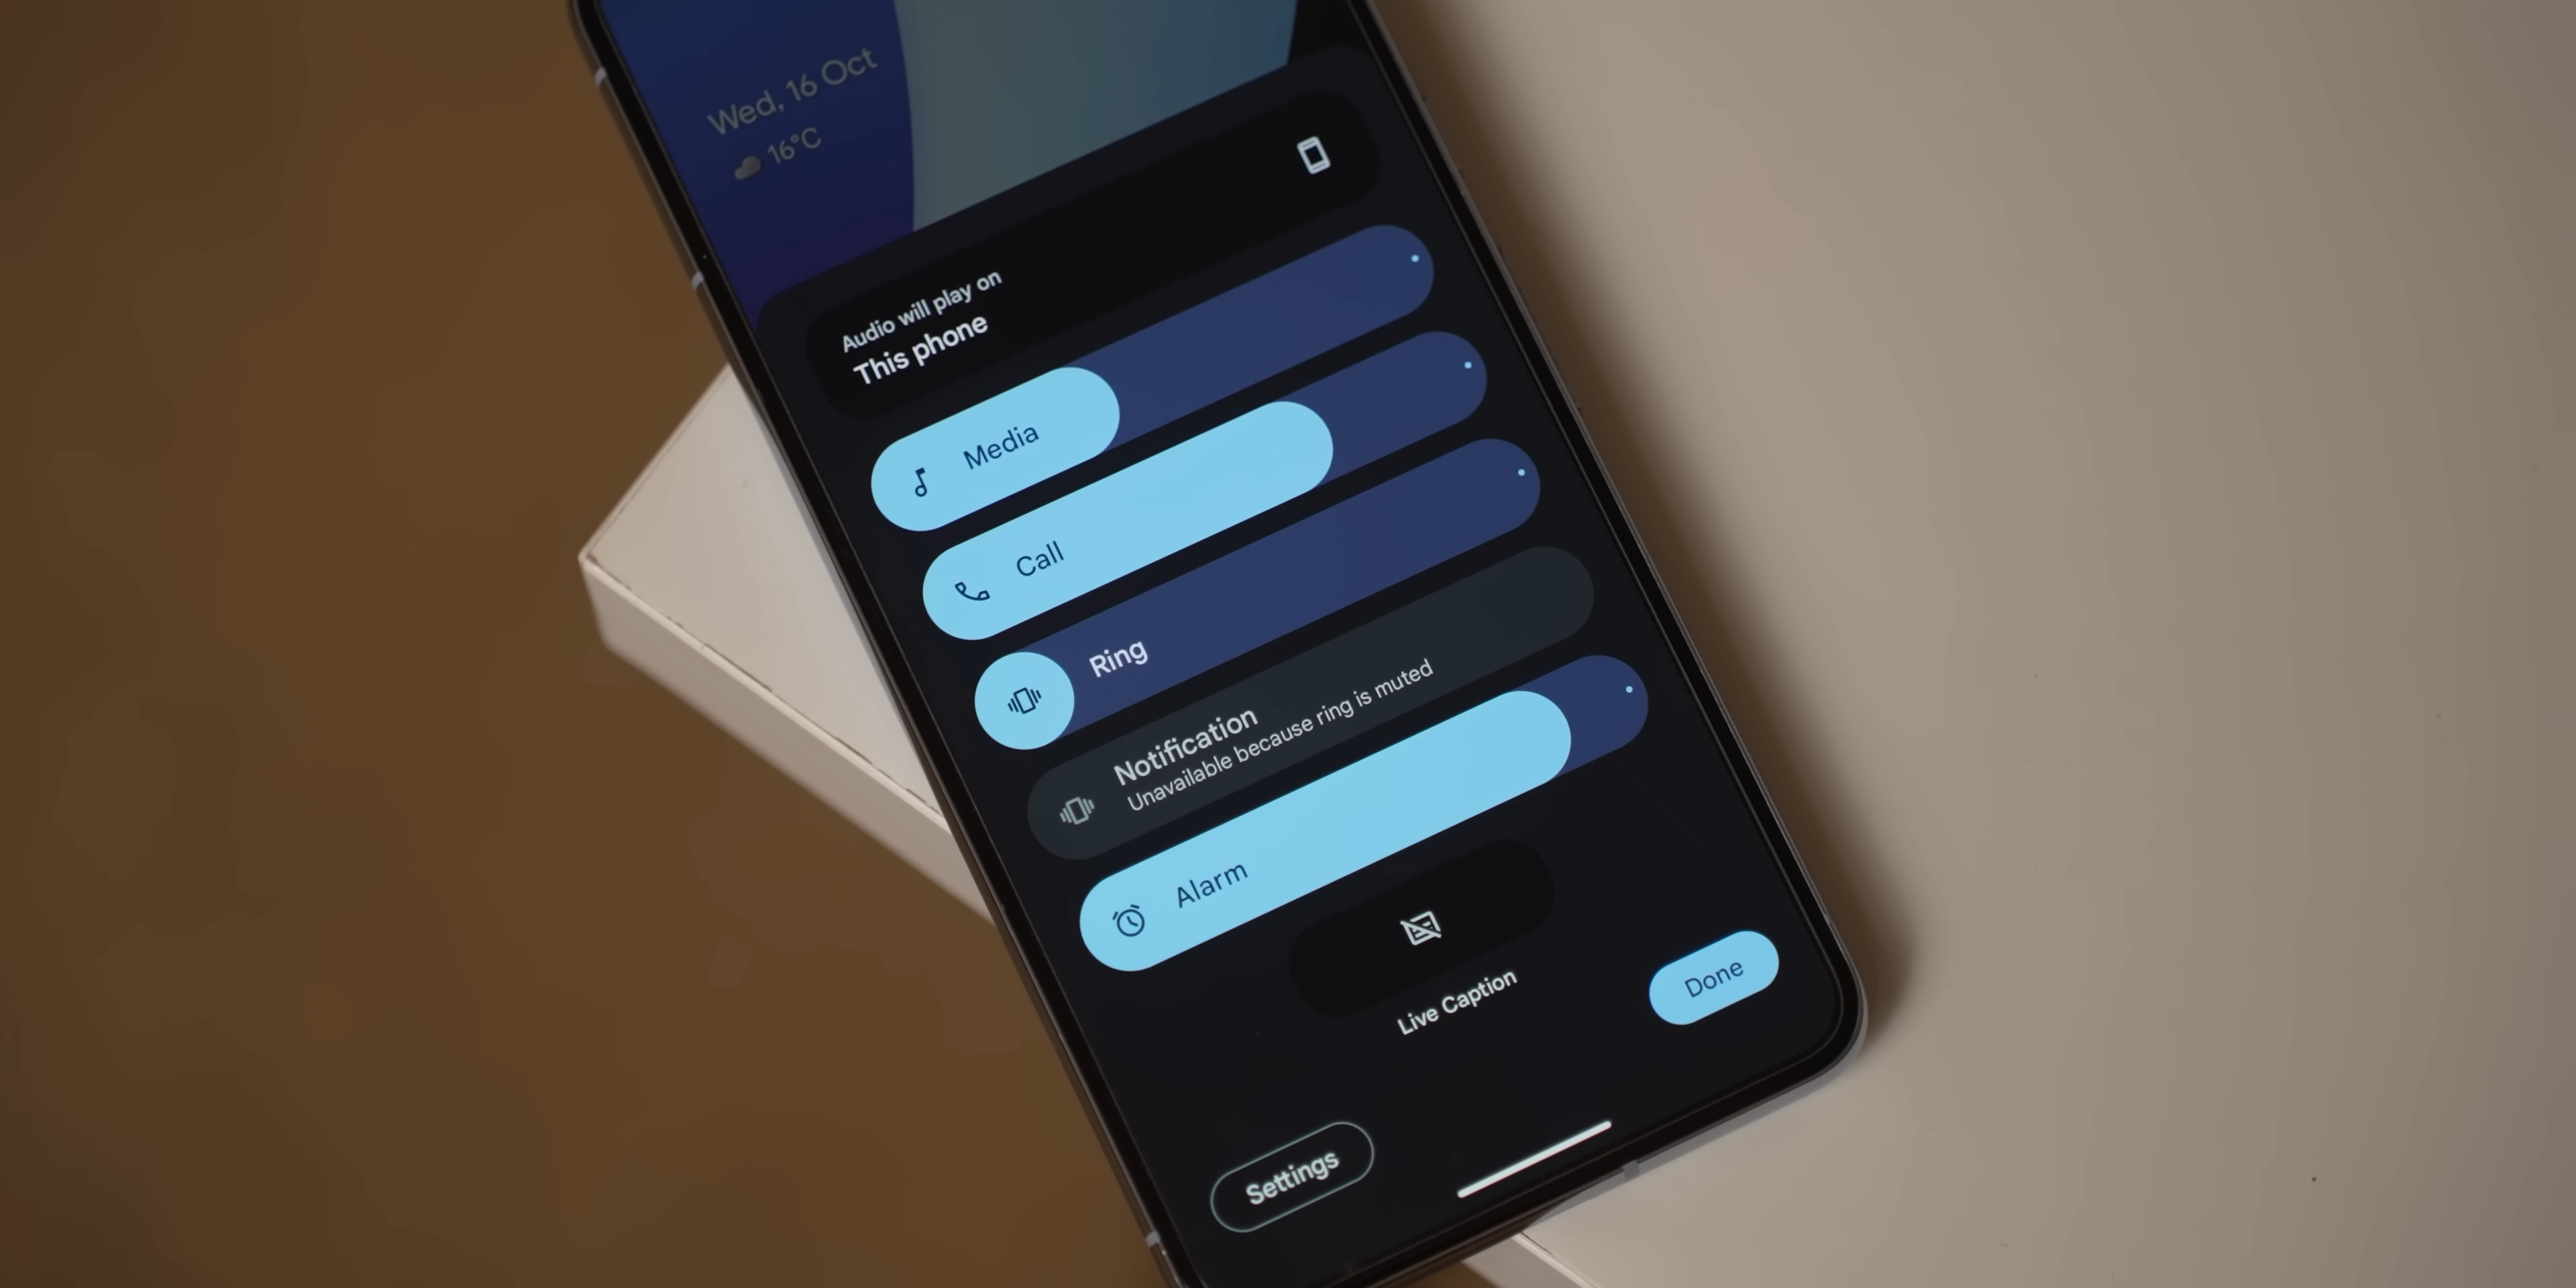 Wed, 16 Oct
16°C
Audio will play on
This phone
Media
Call
Ring
Notification
Unavailable because ring is muted
Alarm
Live Caption
Done
Settings